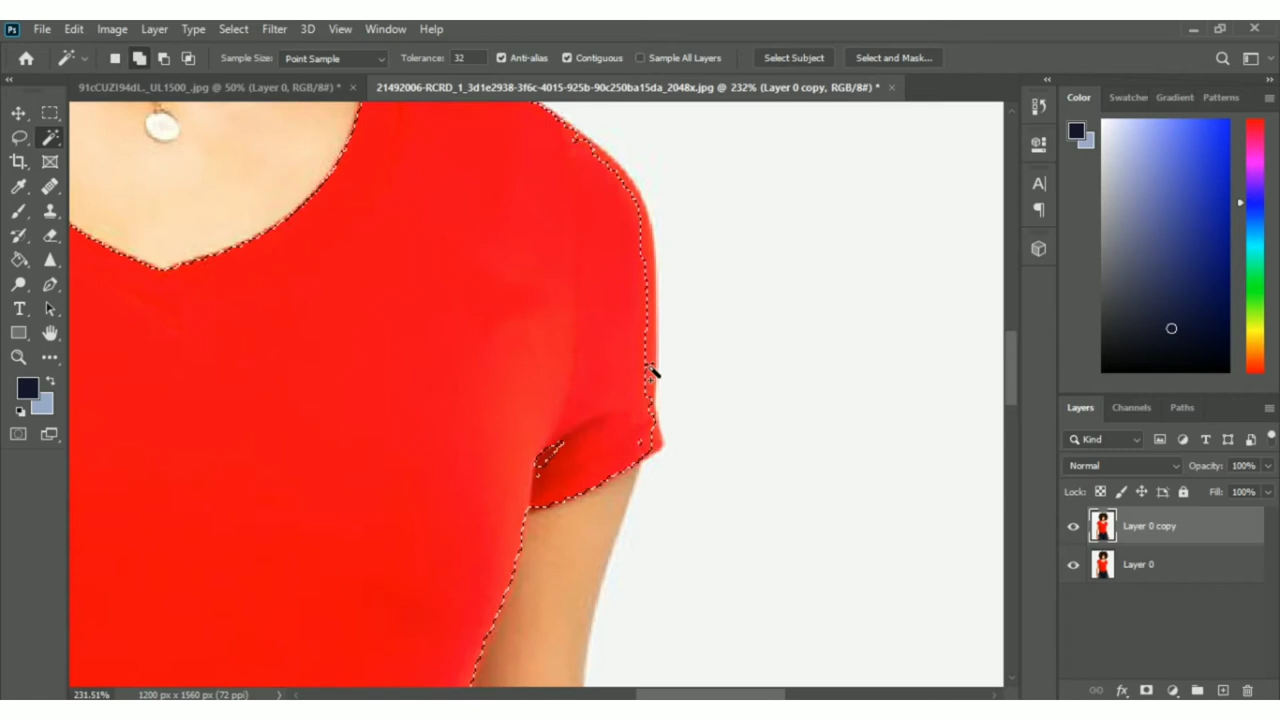 Ps File Edit Image Layer Type Select Filter 3D View Window Help
Sample Size: Point Sample Tolerance: 32 Anti-alias Contiguous Sample All Layers Select Subject Select and Mask...
91cCUZI94dL._UL1500_.jpg @ 50% (Layer 0, RGB/8#) * × 21492006-RCRD_1_3d1e2938-3f6c-4015-925b-90c250ba15da_2048x.jpg @ 232% (Layer 0 copy, RGB/8#) * ×
Color Swatches Gradient Patterns
Layers Channels Paths
Kind
Normal Opacity: 100%
Lock: Fill: 100%
Layer 0 copy
Layer 0
231.51% 1200 px x 1560 px (72 ppi)